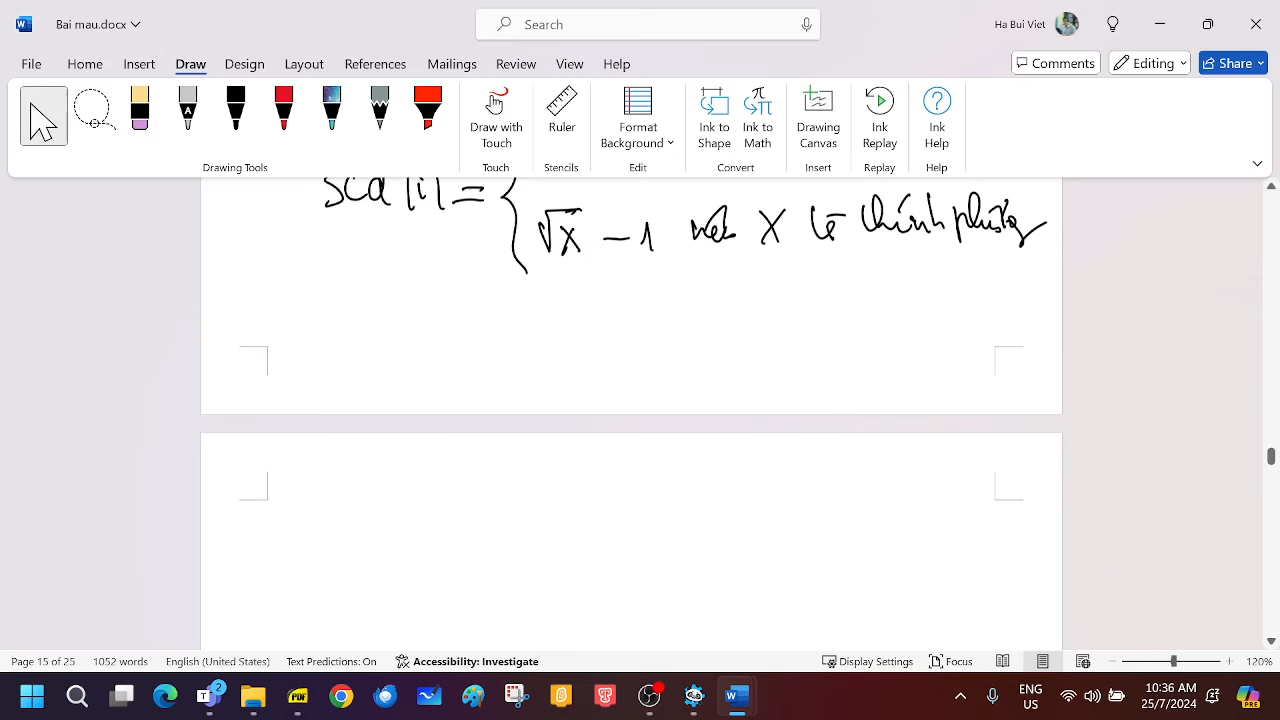 Bai mau.docx
Search
Ha Bui Viet
File Home Insert Draw Design Layout References Mailings Review View Help
Comments
Editing
Share
Draw with Touch
Ruler
Format Background
Ink to Shape
Ink to Math
Drawing Canvas
Ink Replay
Ink Help
Drawing Tools
Touch
Stencils
Edit
Convert
Insert
Replay
Help
√x - 1 nếu X là chính phương
Page 15 of 25
1052 words
English (United States)
Text Predictions: On
Accessibility: Investigate
Display Settings
Focus
120%
2
PDF
ENG
US
10:36 AM
25/7/2024
PRE